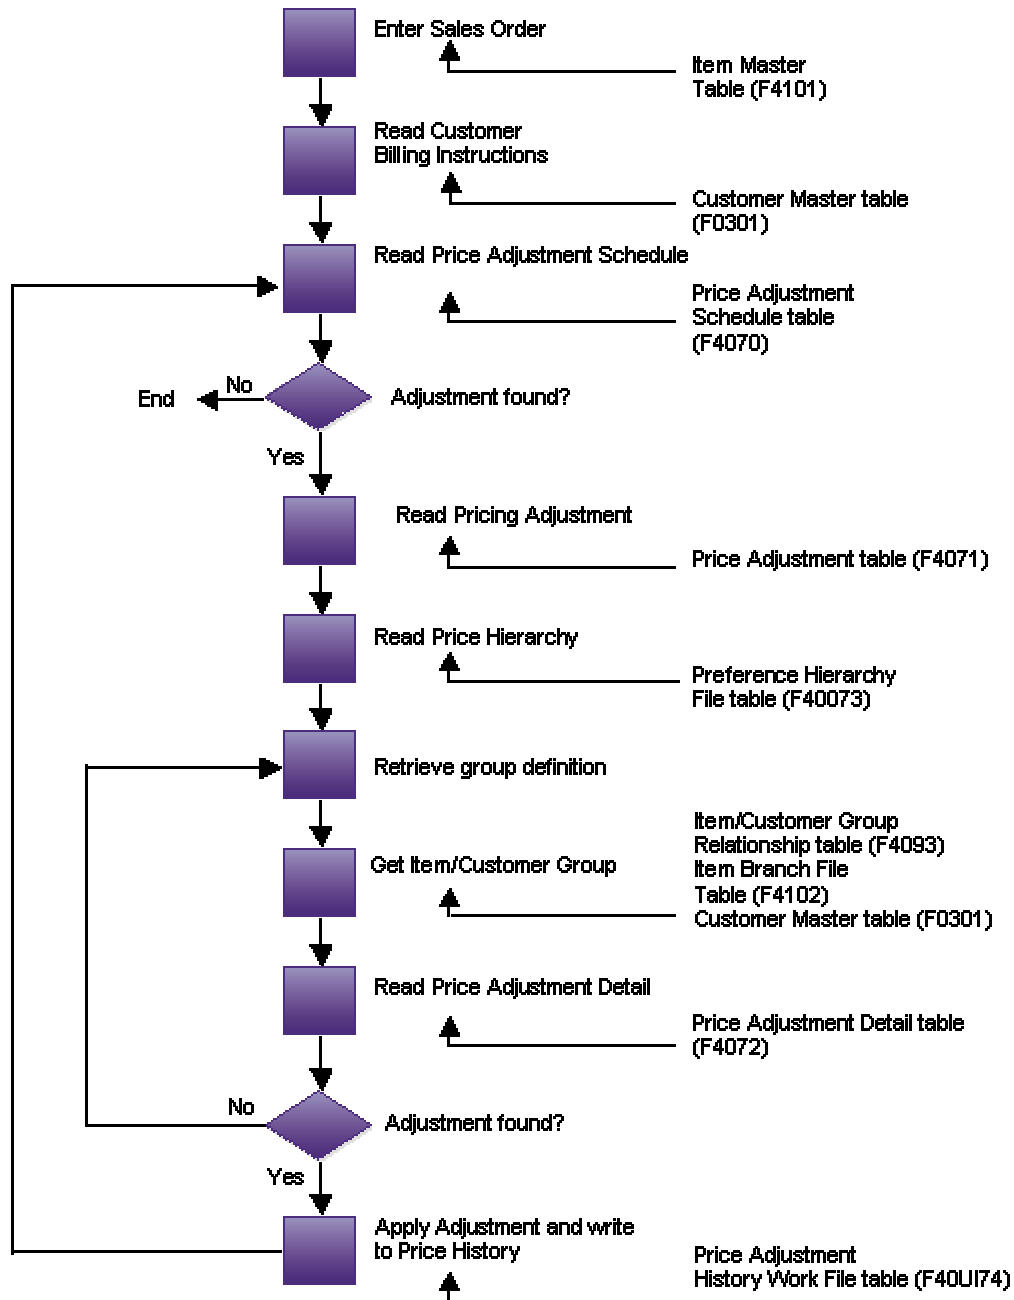 Enter Sales Order
Item Master
Table (F4101)
Read Customer
Billing Instructions
Customer Master table
(F0301)
Read Price Adjustment Schedule
Price Adjustment
Schedule table
(F4070)
No
End
Adjustment found?
Yes
Read Pricing Adjustment
Price Adjustment table (F4071)
Read Price Hierarchy
Preference Hierarchy
File table (F40073)
Retrieve group definition
Item/Customer Group
Relationship table (F4093)
Item Branch File
Table (F4102)
Customer Master table (F0301)
Get Item/Customer Group
Read Price Adjustment Detail
Price Adjustment Detail table
(F4072)
No
Adjustment found?
Yes
Apply Adjustment and write
to Price History
Price Adjustment
History Work File table (F40UI74)